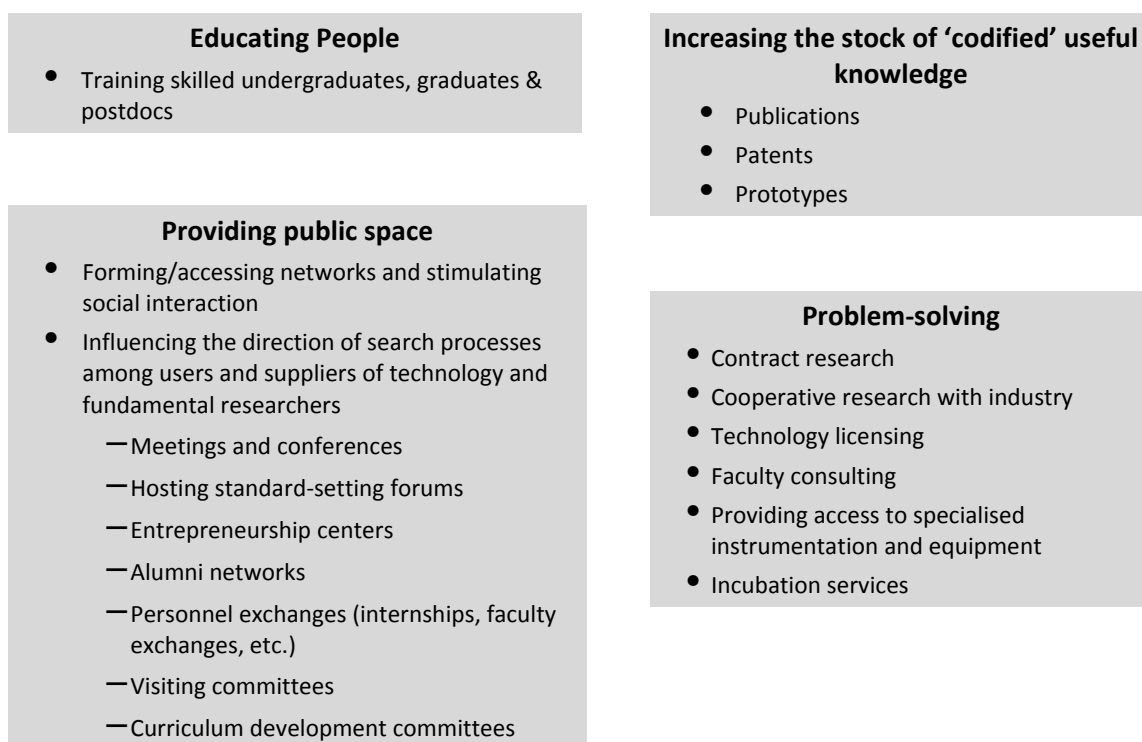 Educating People
• Training skilled undergraduates, graduates &
postdocs
Providing public space
• Forming/accessing networks and stimulating
social interaction
• Influencing the direction of search processes
among users and suppliers of technology and
fundamental researchers
—Meetings and conferences
—Hosting standard-setting forums
—Entrepreneurship centers
—Alumni networks
—Personnel exchanges (internships, faculty
exchanges, etc.)
—Visiting committees
—Curriculum development committees
Increasing the stock of ‘codified’ useful
knowledge
• Publications
• Patents
• Prototypes
Problem-solving
• Contract research
• Cooperative research with industry
• Technology licensing
• Faculty consulting
• Providing access to specialised
instrumentation and equipment
• Incubation services